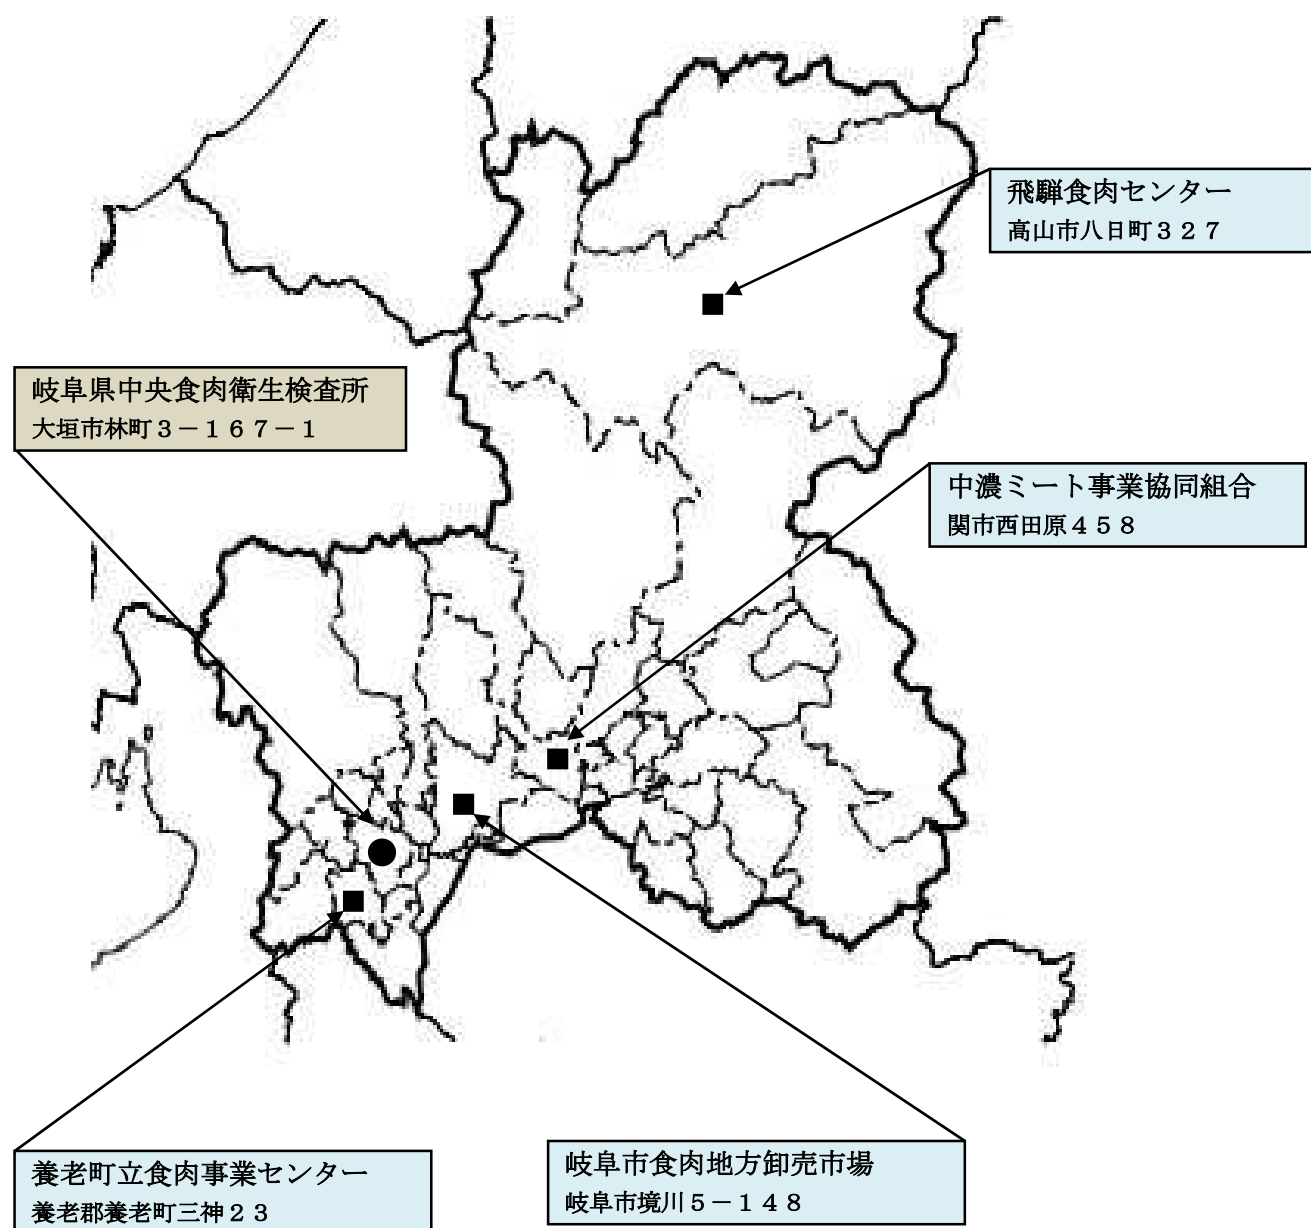 飛騨食肉センター
高山市八日町３２７
岐阜県中央食肉衛生検査所
大垣市林町３－１６７－１
中濃ミート事業協同組合
関市西田原４５８
養老町立食肉事業センター
養老郡養老町三神２３
岐阜市食肉地方卸売市場
岐阜市境川５－１４８